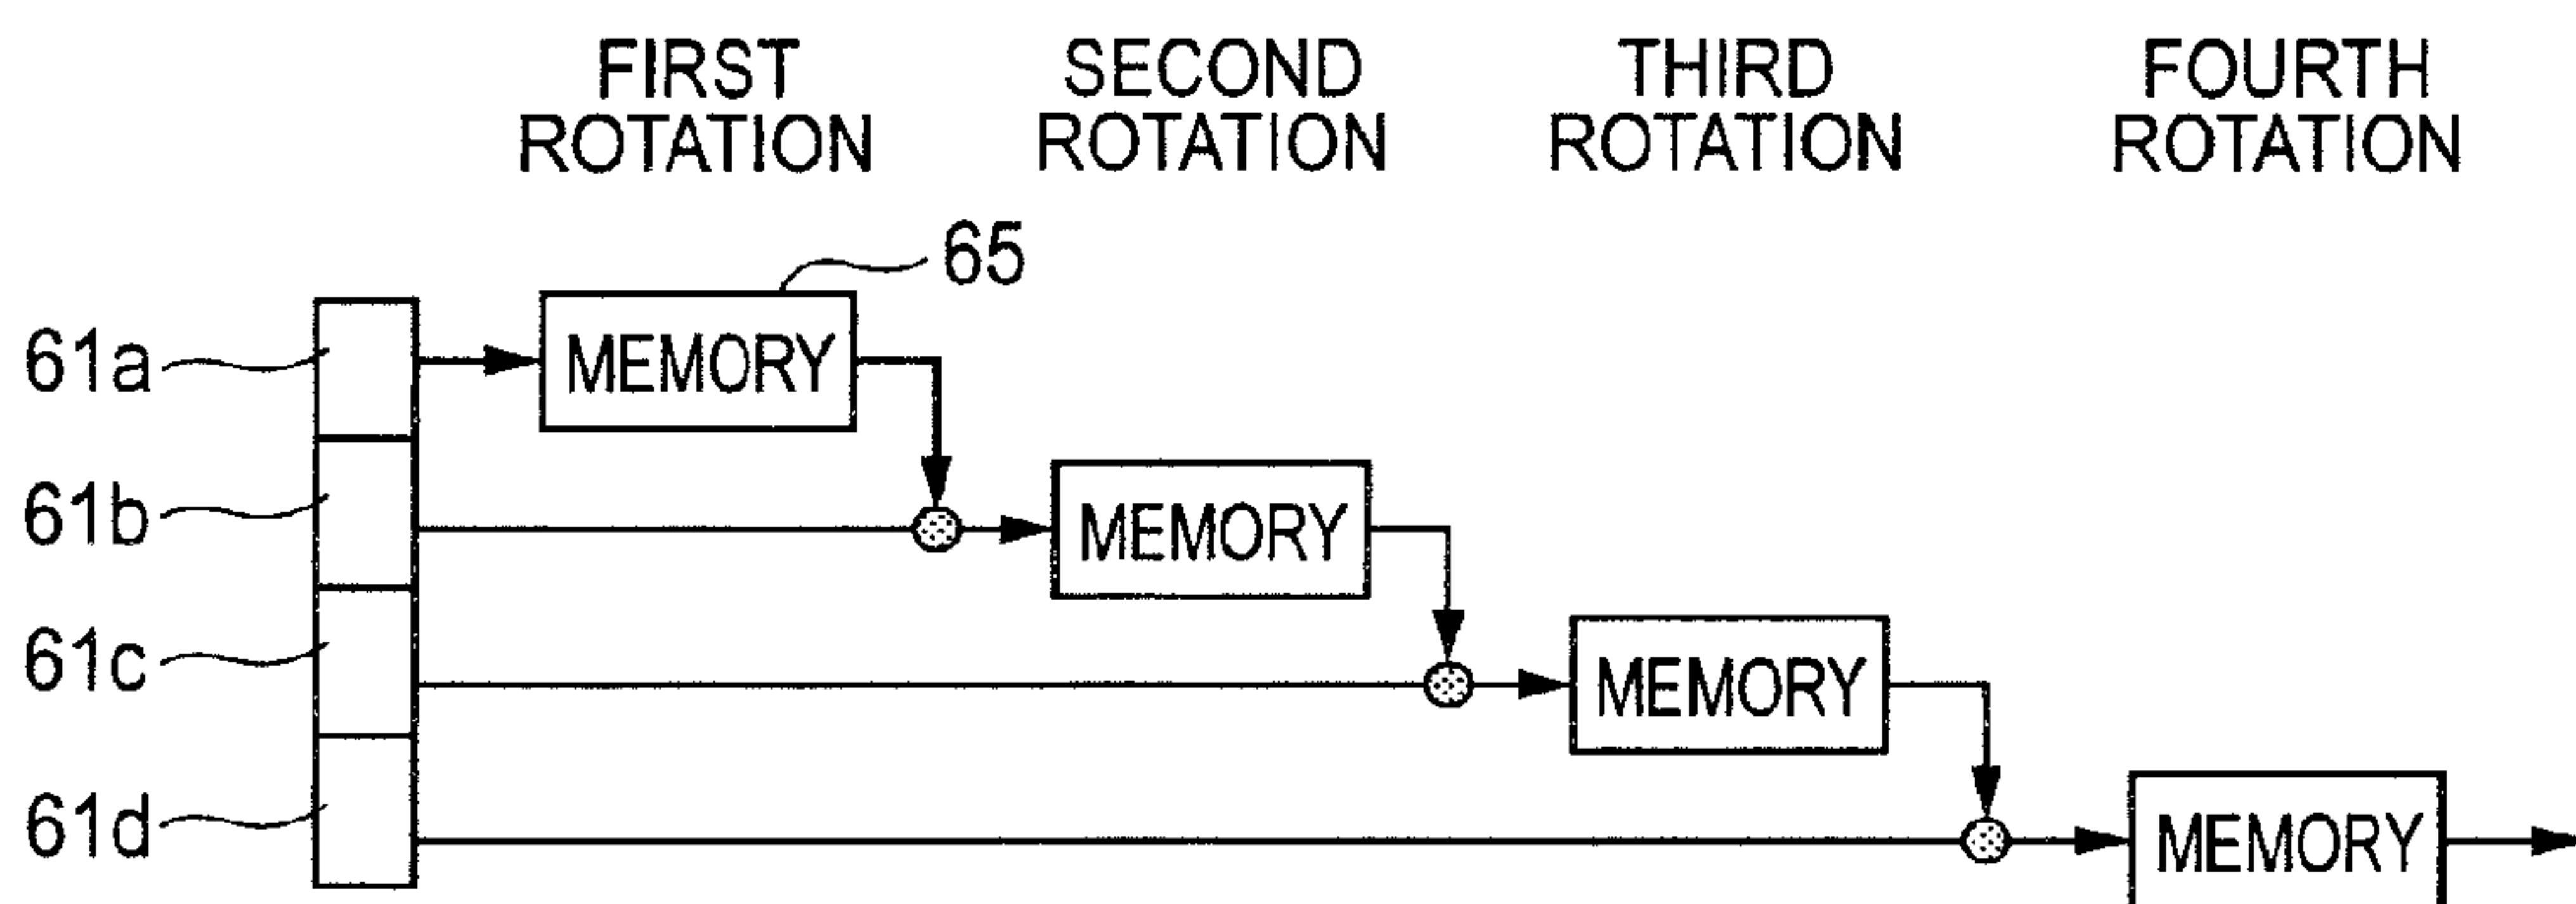 FIRST
ROTATION
SECOND
ROTATION
THIRD
ROTATION
FOURTH
ROTATION
65
61a
MEMORY
61b
MEMORY
61c
MEMORY
61d
MEMORY